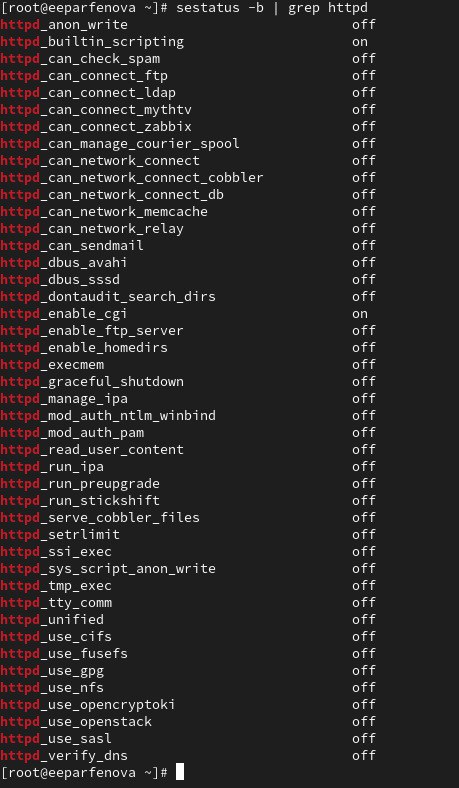 [root@eeparfenova ~]# sestatus -b | grep httpd
httpd_anon_write                            off
httpd_builtin_scripting                     on
httpd_can_check_spam                        off
httpd_can_connect_ftp                       off
httpd_can_connect_ldap                      off
httpd_can_connect_mythtv                    off
httpd_can_connect_zabbix                    off
httpd_can_manage_courier_spool              off
httpd_can_network_connect                   off
httpd_can_network_connect_cobbler           off
httpd_can_network_connect_db                off
httpd_can_network_memcache                  off
httpd_can_network_relay                     off
httpd_can_sendmail                          off
httpd_dbus_avahi                            off
httpd_dbus_sssd                             off
httpd_dontaudit_search_dirs                 off
httpd_enable_cgi                            on
httpd_enable_ftp_server                     off
httpd_enable_homedirs                       off
httpd_execmem                               off
httpd_graceful_shutdown                     off
httpd_manage_ipa                            off
httpd_mod_auth_ntlm_winbind                 off
httpd_mod_auth_pam                          off
httpd_read_user_content                     off
httpd_run_ipa                               off
httpd_run_preupgrade                        off
httpd_run_stickshift                        off
httpd_serve_cobbler_files                   off
httpd_setrlimit                             off
httpd_ssi_exec                              off
httpd_sys_script_anon_write                 off
httpd_tmp_exec                              off
httpd_tty_comm                              off
httpd_unified                               off
httpd_use_cifs                              off
httpd_use_fusefs                            off
httpd_use_gpg                               off
httpd_use_nfs                               off
httpd_use_opencryptoki                      off
httpd_use_openstack                         off
httpd_use_sasl                              off
httpd_verify_dns                            off
[root@eeparfenova ~]#